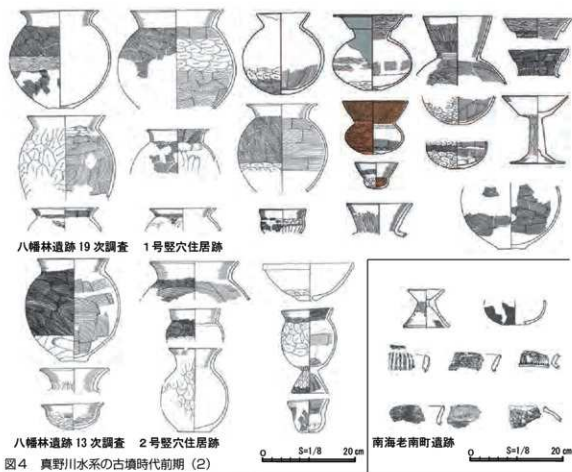 八幡林遺跡 19 次調査 1号竪穴住居跡
八幡林遺跡 13 次調査 2号竪穴住居跡
0 S=1/8 20 cm
南海老南町遺跡
0 S=1/8 20 cm
図4 真野川水系の古墳時代前期（2）